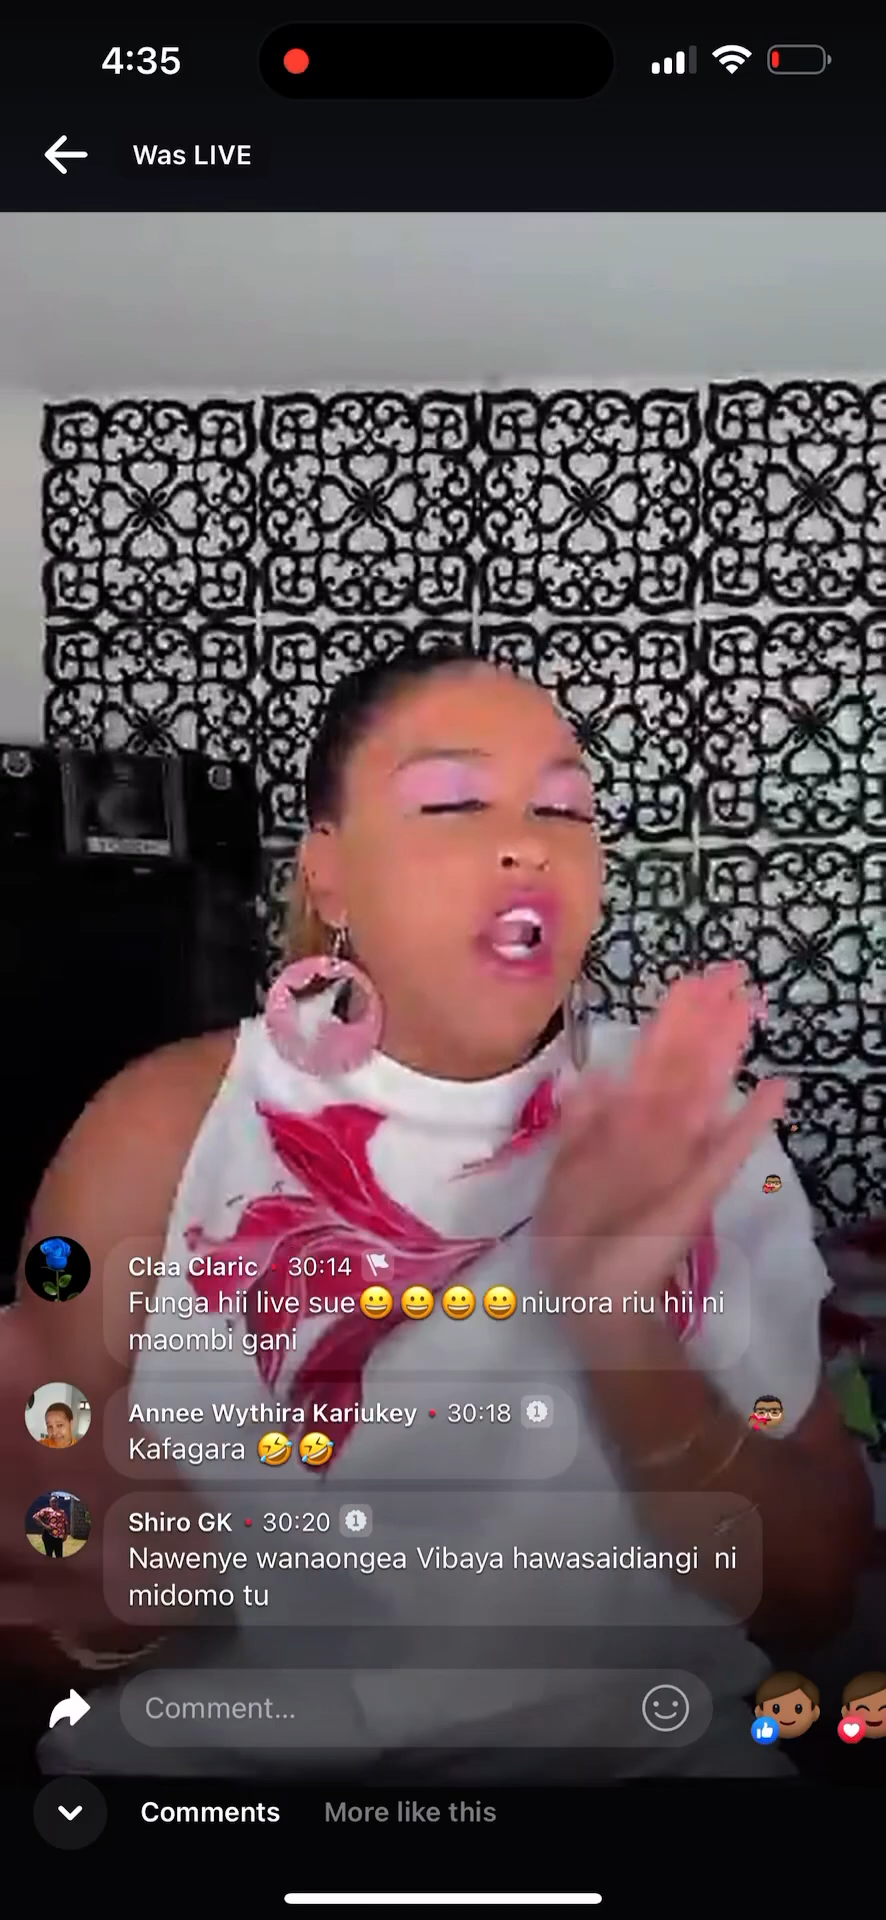 4:35
Was LIVE
Claa Claric • 30:14
Funga hii live sue😀😀😀😀niurora riu hii ni
maombi gani
Annee Wythira Kariukey • 30:18
Kafagara 🤣🤣
Shiro GK • 30:20
Nawenye wanaongea Vibaya hawasaidiangi ni
midomo tu
Comment...
Comments More like this